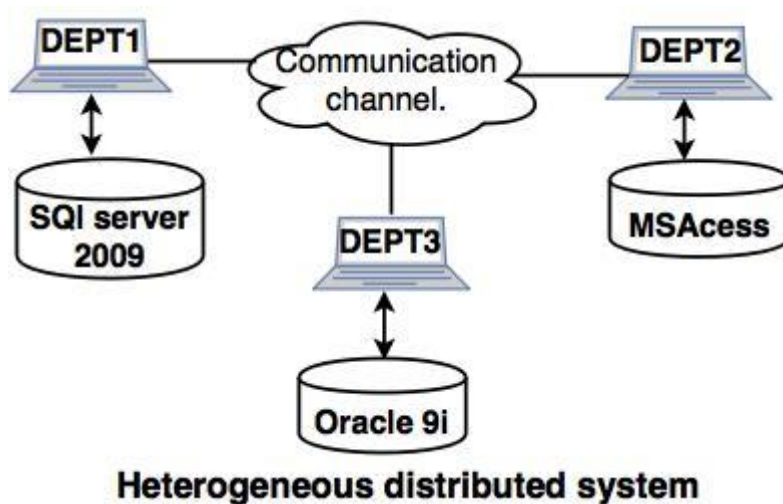 DEPT1
Communication
channel.
DEPT2
SQl server
2009
DEPT3
MSAcess
Oracle 9i
Heterogeneous distributed system